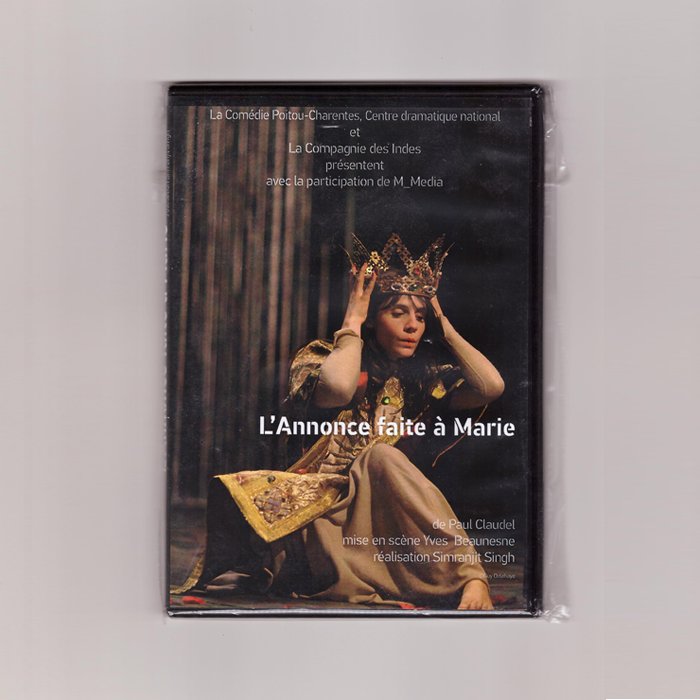 La Comédie Poitou-Charentes, Centre dramatique national
et
La Compagnie des Indes
présentent
avec la participation de M_Media
L'Annonce faite à Marie
de Paul Claudel
mise en scène Yves Beaunesne
réalisation Simranjit Singh